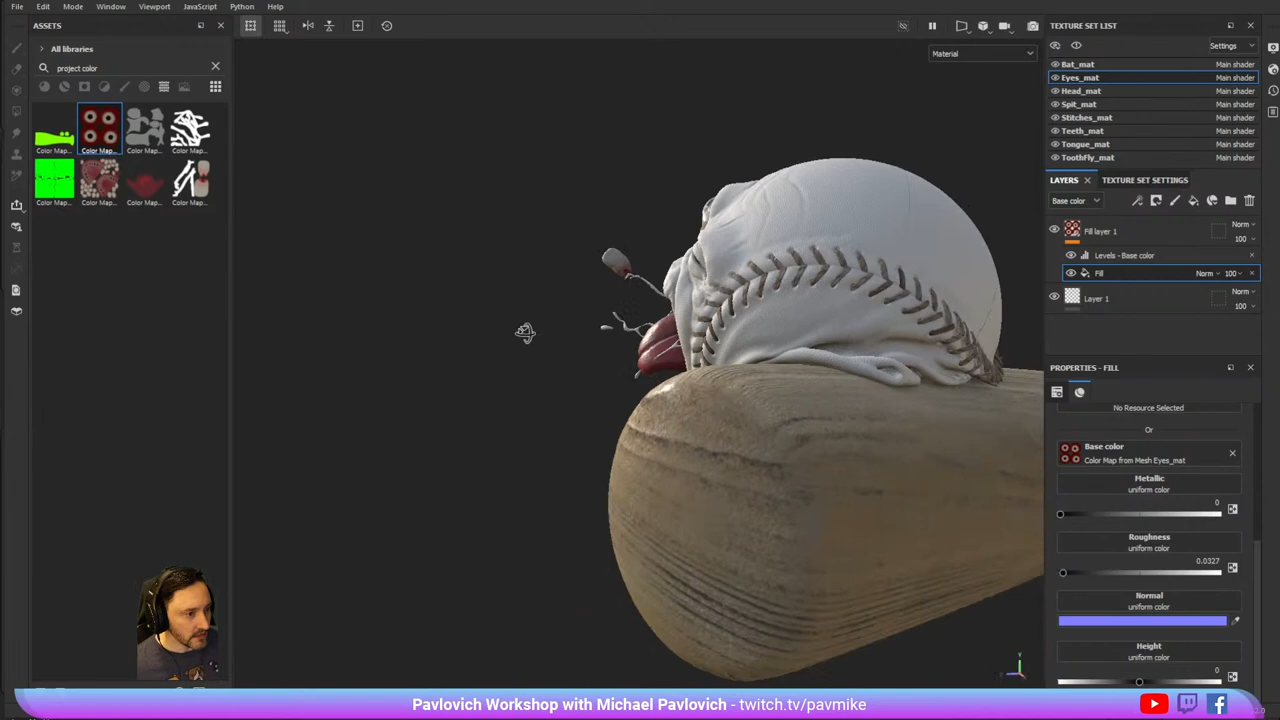 File Edit Mode Window Viewport JavaScript Python Help
ASSETS
All libraries
project color
Color Map... Color Map... Color Map... Color Map...
Color Map... Color Map... Color Map... Color Map...
Material
TEXTURE SET LIST
Settings
Bat_mat Main shader
Eyes_mat Main shader
Head_mat Main shader
Spit_mat Main shader
Stitches_mat Main shader
Teeth_mat Main shader
Tongue_mat Main shader
ToothFly_mat Main shader
LAYERS TEXTURE SET SETTINGS
Base color
Fill layer 1 Norm
100
Levels - Base color
Fill Norm 100
Layer 1 Norm
100
PROPERTIES - FILL
No Resource Selected
Or
Base color
Color Map from Mesh Eyes_mat
Metallic
uniform color
0
Roughness
uniform color
0.0327
Normal
uniform color
Height
uniform color
0
Y
Pavlovich Workshop with Michael Pavlovich - twitch.tv/pavmike